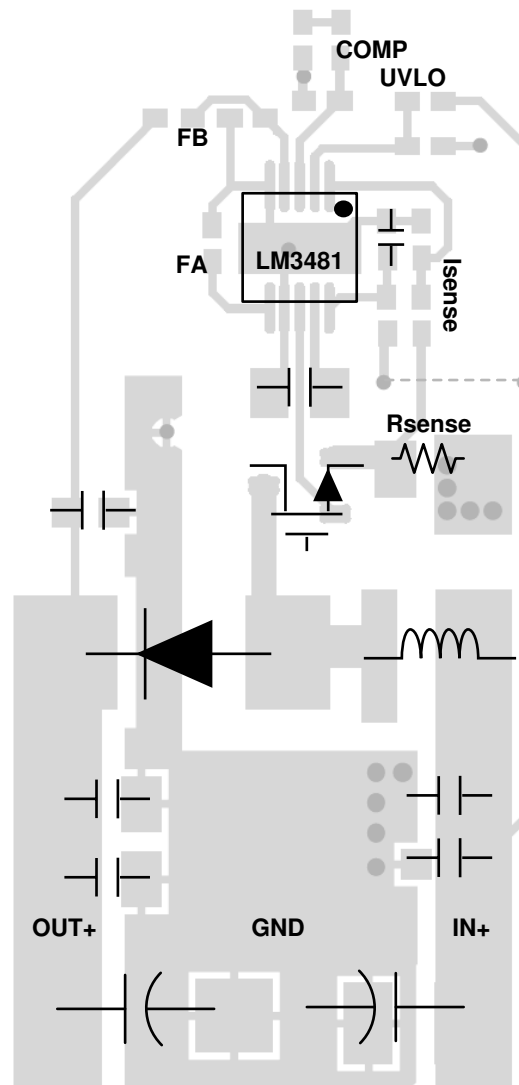 COMP
UVLO
FB
LM3481
FA
Isense
Rsense
OUT+
GND
IN+